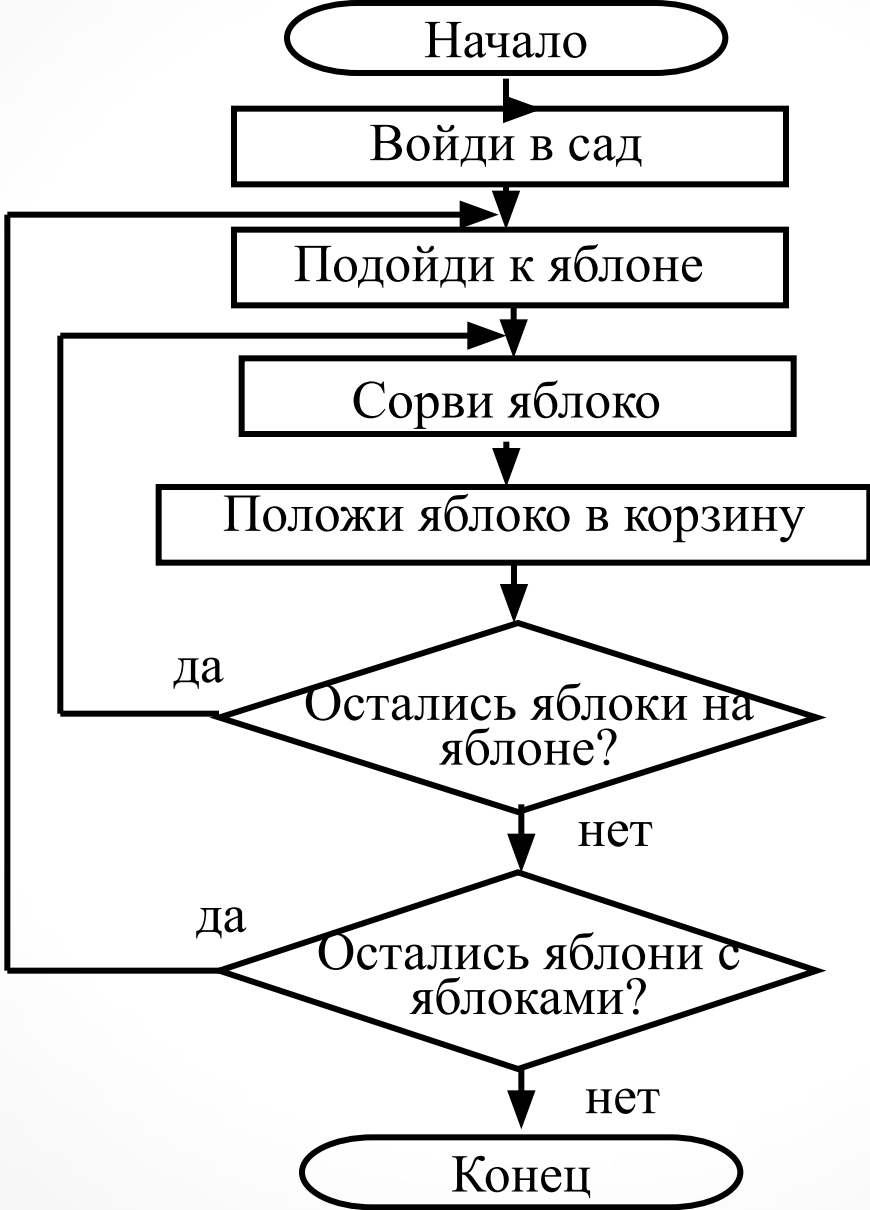 Начало
Войди в сад
Подойди к яблоне
Сорви яблоко
Положи яблоко в корзину
да
Остались яблоки на
яблоне?
нет
да
Остались яблони с
яблоками?
нет
Конец